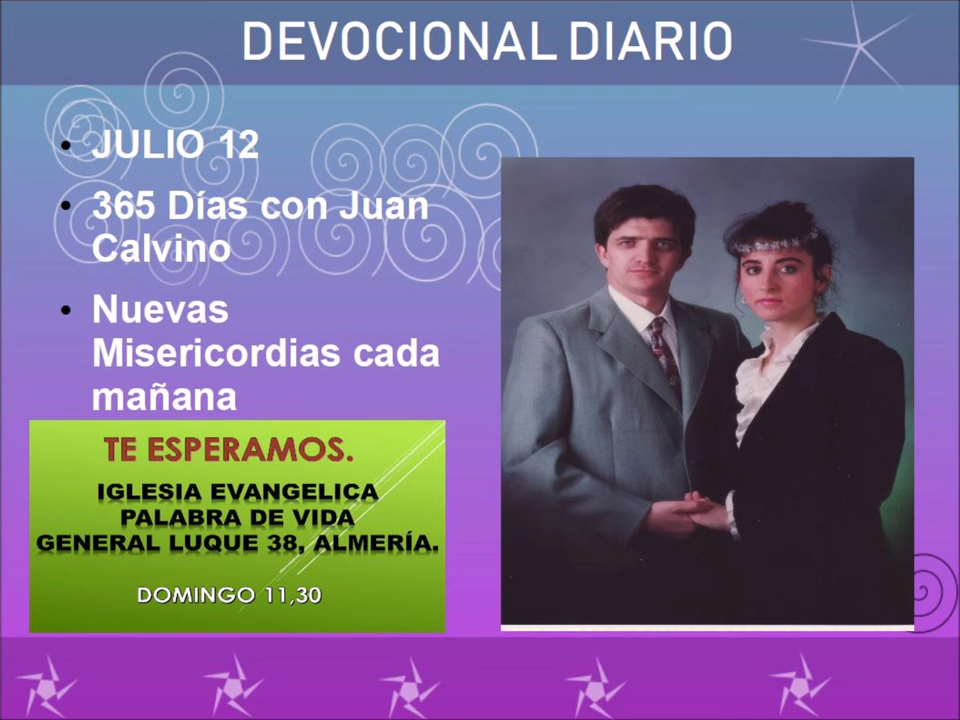 DEVOCIONAL DIARIO
• JULIO 12
• 365 Días con Juan
Calvino
• Nuevas
Misericordias cada
mañana
TE ESPERAMOS.
IGLESIA EVANGELICA
PALABRA DE VIDA
GENERAL LUQUE 38, ALMERÍA.
DOMINGO 11,30